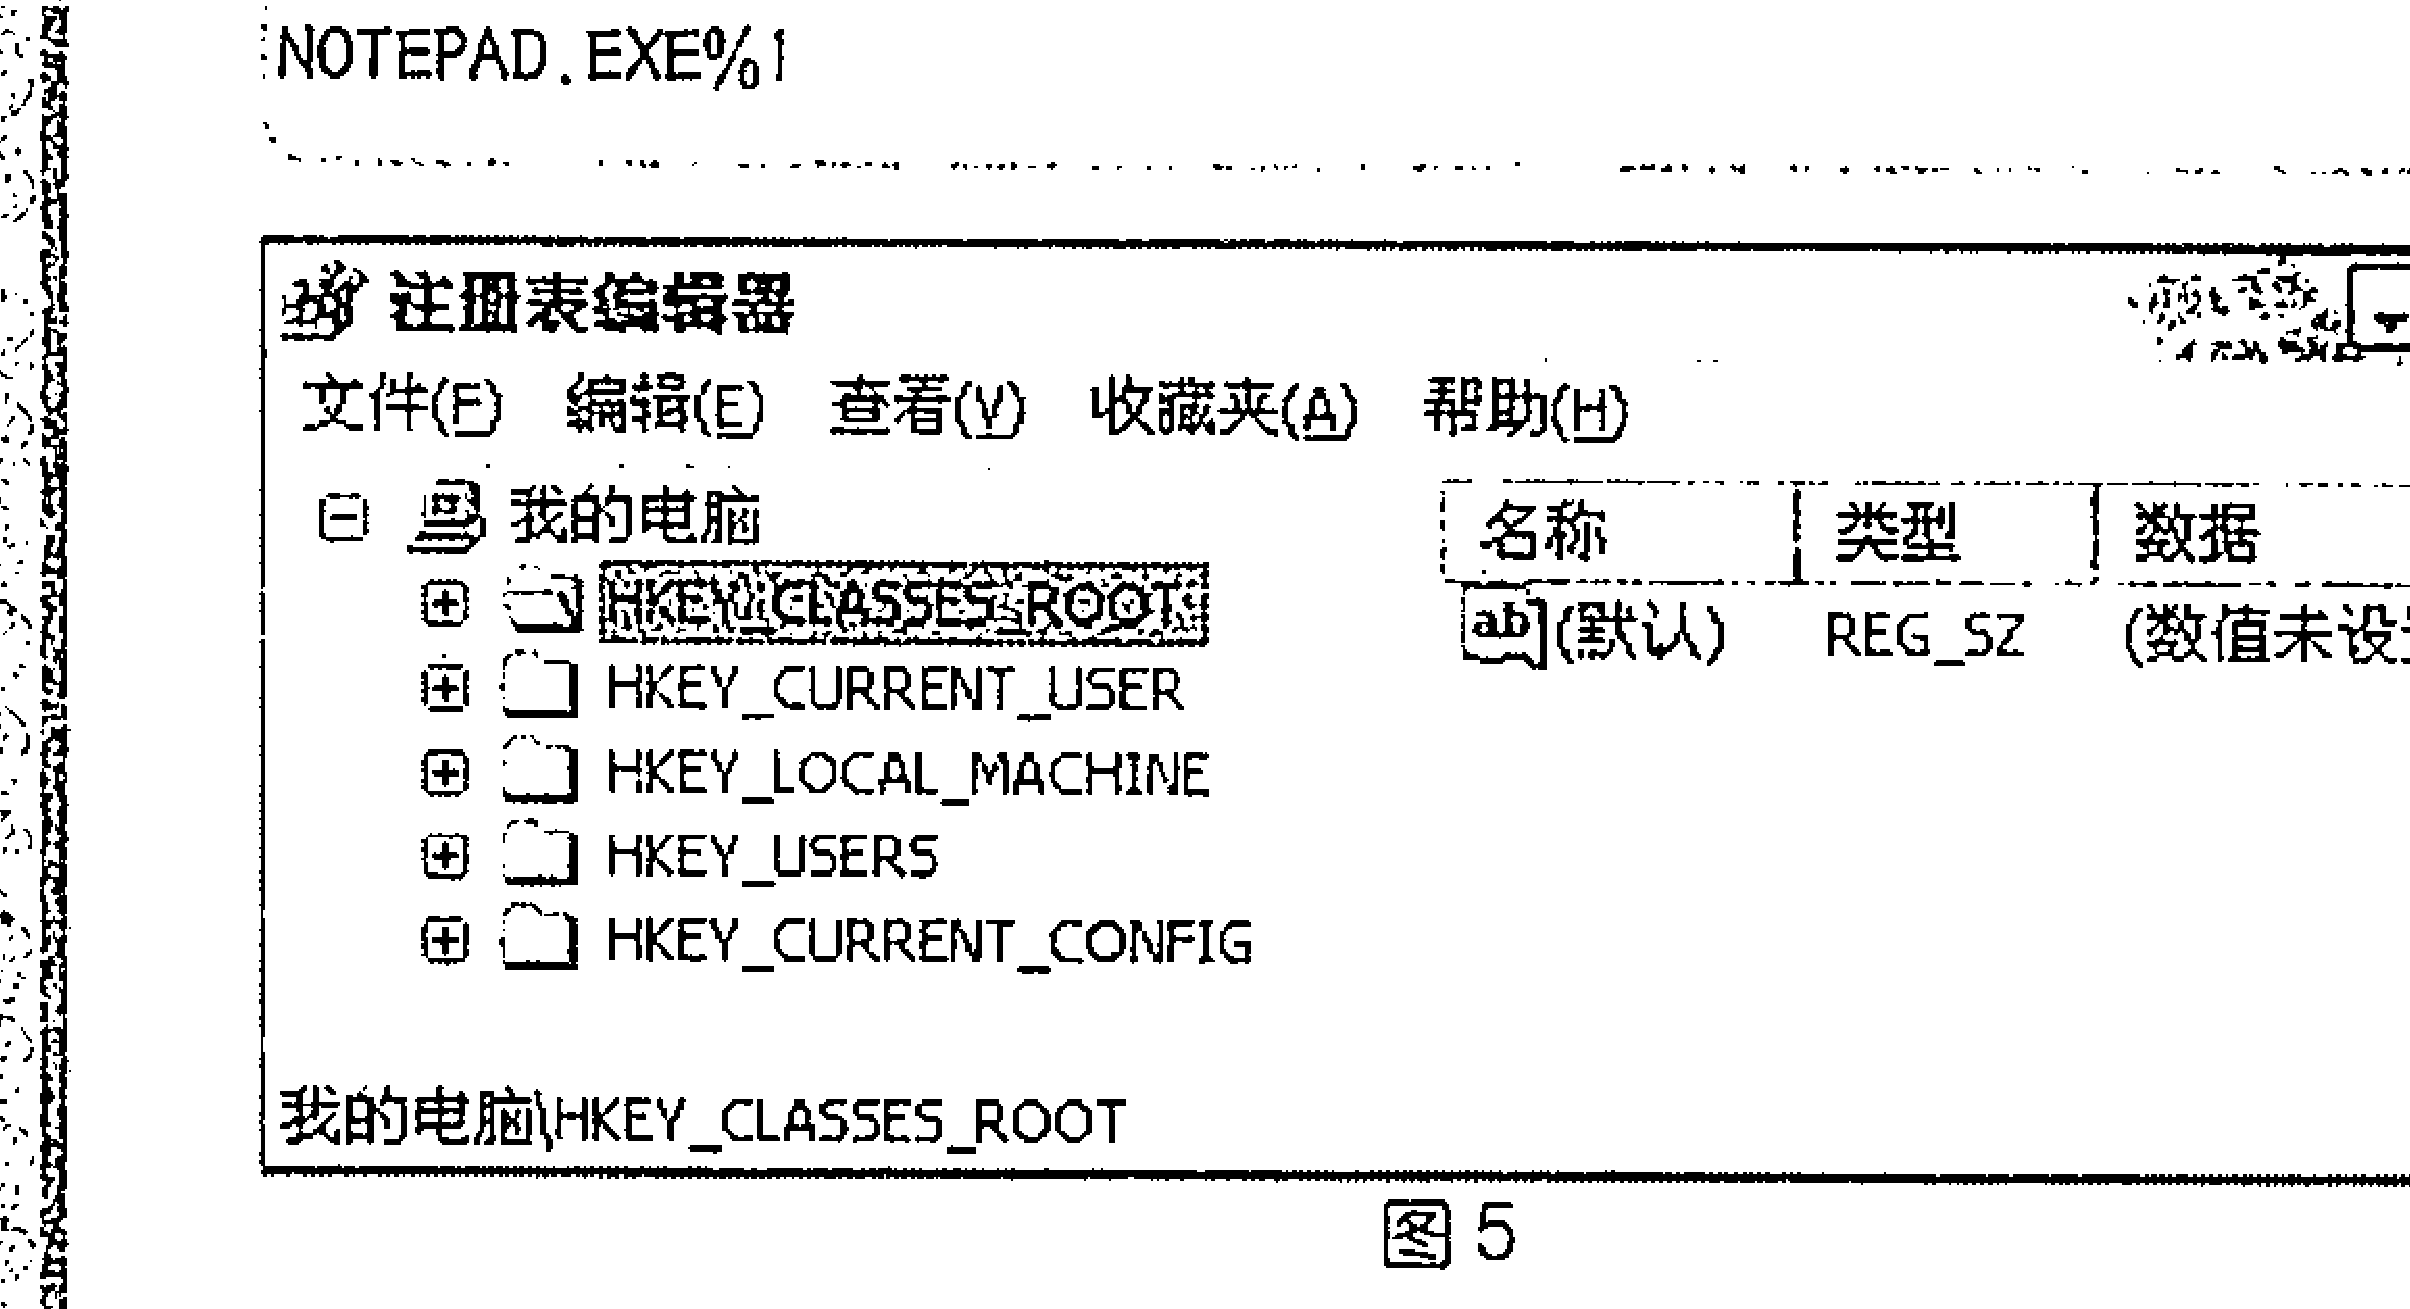 NOTEPAD.EXE%1
注册表编辑器
文件(F) 编辑(E) 查看(V) 收藏夹(A) 帮助(H)
我的电脑
名称 类型 数据
HKEY_CLASSES_ROOT
ab (默认) REG_SZ (数值未设
HKEY_CURRENT_USER
HKEY_LOCAL_MACHINE
HKEY_USERS
HKEY_CURRENT_CONFIG
我的电脑\HKEY_CLASSES_ROOT
图 5